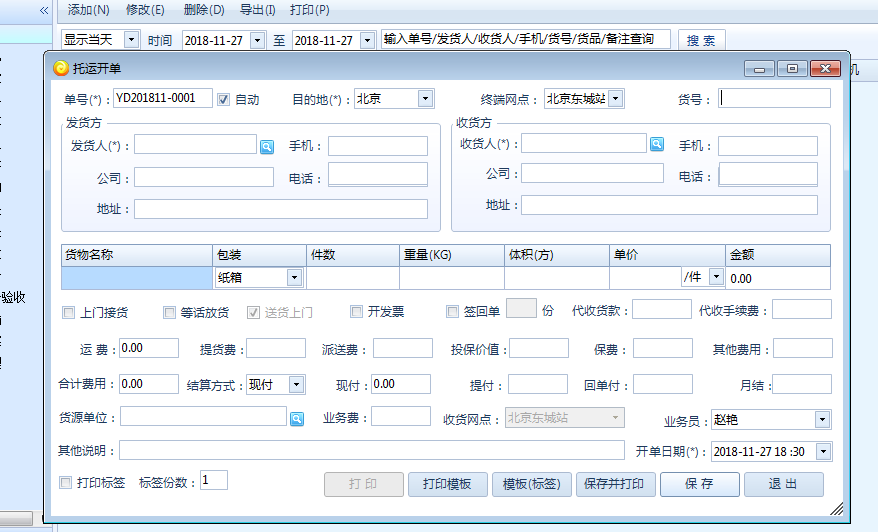 « 添加(N) 修改(E) 删除(D) 导出(I) 打印(P)
显示当天 时间 2018-11-27 至 2018-11-27 输入单号/发货人/收货人/手机/货号/货品/备注查询 搜 索
托运开单
机
单号(*)： YD201811-0001 自动 目的地(*)： 北京 终端网点： 北京东城站 货号：
发货方 收货方
发货人(*)： 手机： 收货人(*)： 手机：
公司： 电话： 公司： 电话：
地址： 地址：
货物名称 包装 件数 重量(KG) 体积(方) 单价 金额
纸箱 /件 0.00
验收
上门接货 等话放货 送货上门 开发票 签回单 份 代收货款： 代收手续费：
运 费： 0.00 提货费： 派送费： 投保价值： 保费： 其他费用：
合计费用： 0.00 结算方式： 现付 现付： 0.00 提付： 回单付： 月结：
货源单位： 业务费： 收货网点： 北京东城站 业务员： 赵艳
其他说明： 开单日期(*)： 2018-11-27 18 :30
打印标签 标签份数： 1 打 印 打印模板 模板(标签) 保存并打印 保 存 退 出